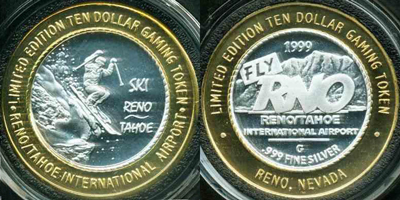 LIMITED EDITION TEN DOLLAR GAMING TOKEN
SKI
RENO
TAHOE
RENO/TAHOE INTERNATIONAL AIRPORT
LIMITED EDITION TEN DOLLAR GAMING TOKEN
1999
FLY
RNO
RENO/TAHOE
INTERNATIONAL AIRPORT
G
.999 FINE SILVER
RENO, NEVADA